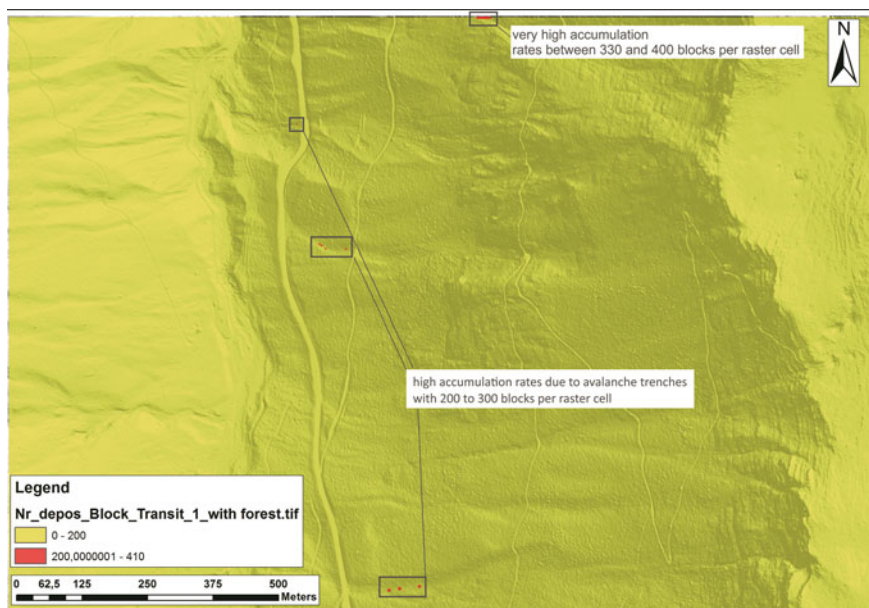 very high accumulation
rates between 330 and 400 blocks per raster cell
N
high accumulation rates due to avalanche trenches
with 200 to 300 blocks per raster cell
Legend
Nr_depos_Block_Transit_1_with forest.tif
0 - 200
200,0000001 - 410
0 62,5 125 250 375 500
Meters